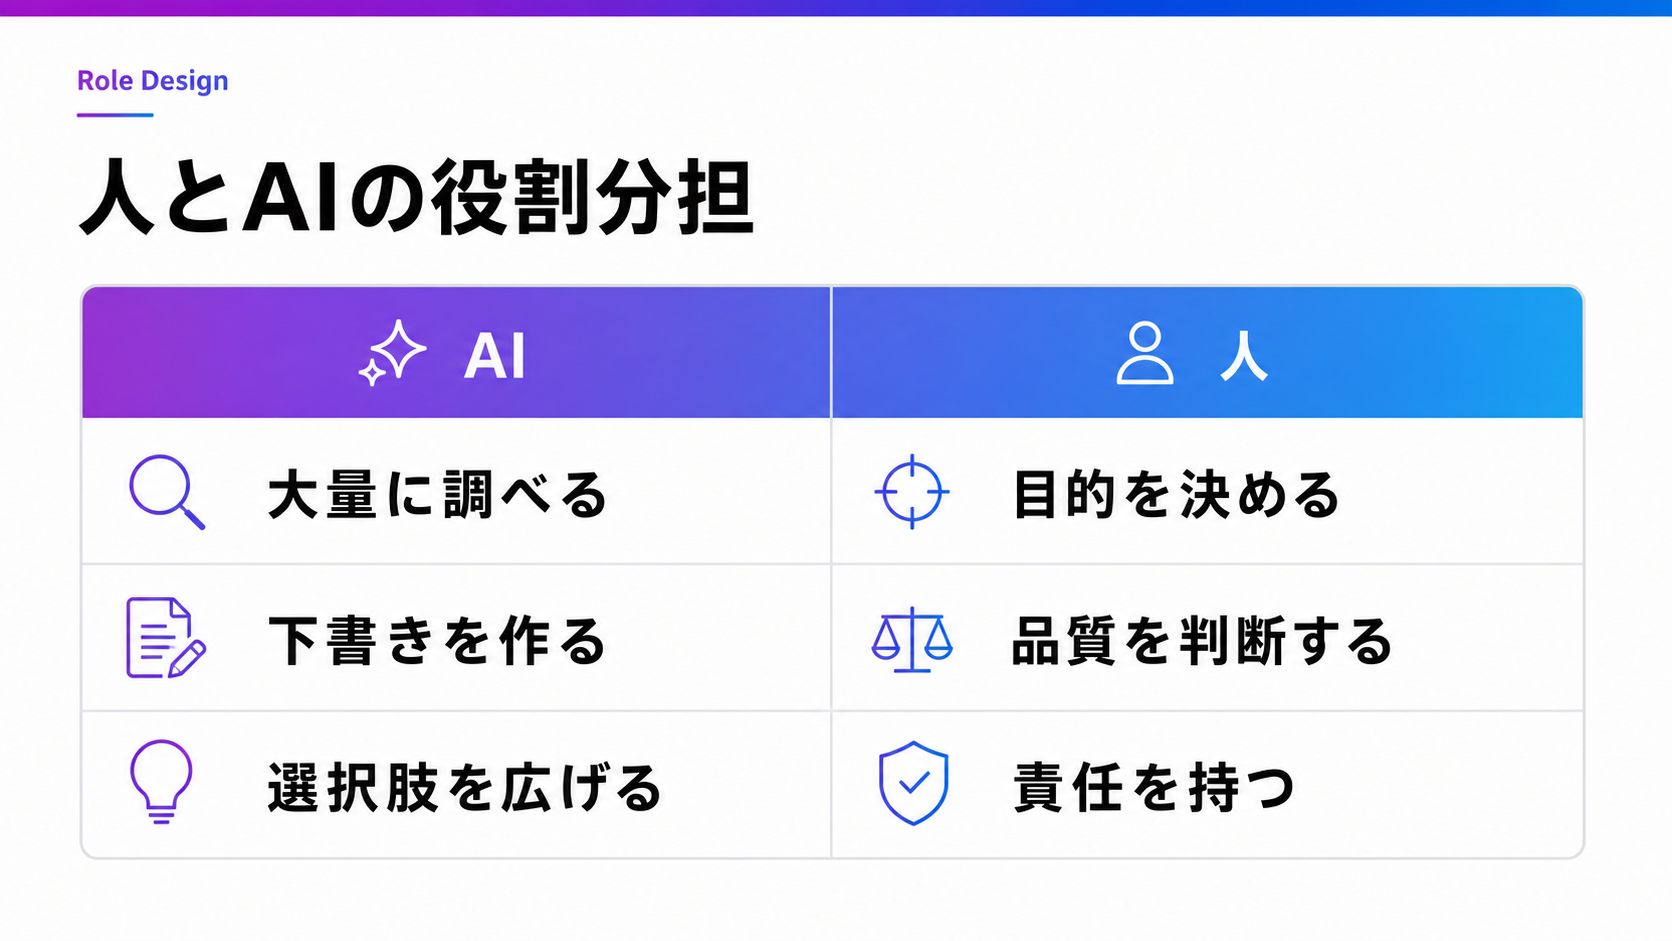 Role Design
人とAIの役割分担
AI
人
大量に調べる
目的を決める
下書きを作る
品質を判断する
選択肢を広げる
責任を持つ